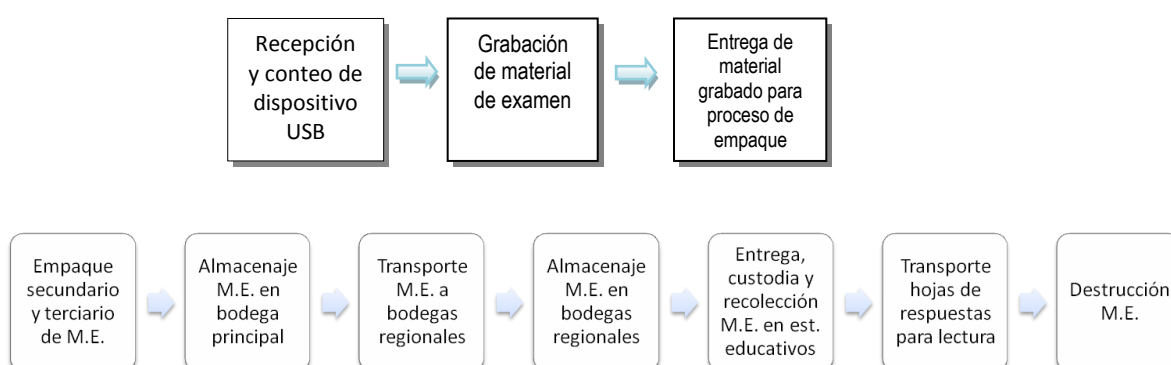 Recepción
y conteo de
dispositivo
USB
Grabación
de material
de examen
Entrega de
material
grabado para
proceso de
empaque
Empaque
secundario
y terciario
de M.E.
Almacenaje
M.E. en
bodega
principal
Transporte
M.E. a
bodegas
regionales
Almacenaje
M.E. en
bodegas
regionales
Entrega,
custodia y
recolección
M.E. en est.
educativos
Transporte
hojas de
respuestas
para lectura
Destrucción
M.E.